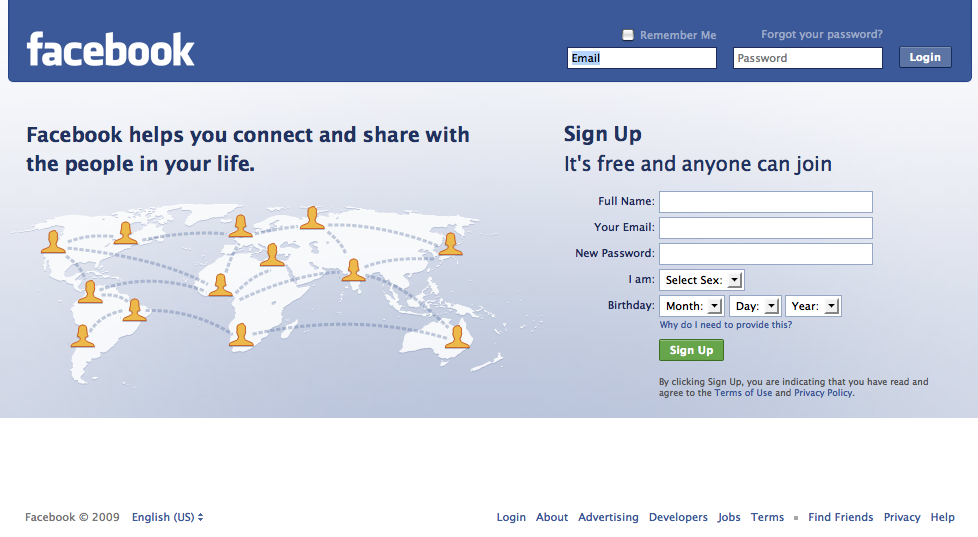 facebook
Remember Me
Forgot your password?
Email
Password
Login
Facebook helps you connect and share with
the people in your life.
Sign Up
It's free and anyone can join
Full Name:
Your Email:
New Password:
I am: Select Sex:
Birthday: Month: Day: Year:
Why do I need to provide this?
Sign Up
By clicking Sign Up, you are indicating that you have read and
agree to the Terms of Use and Privacy Policy.
Facebook © 2009 English (US)
Login About Advertising Developers Jobs Terms Find Friends Privacy Help